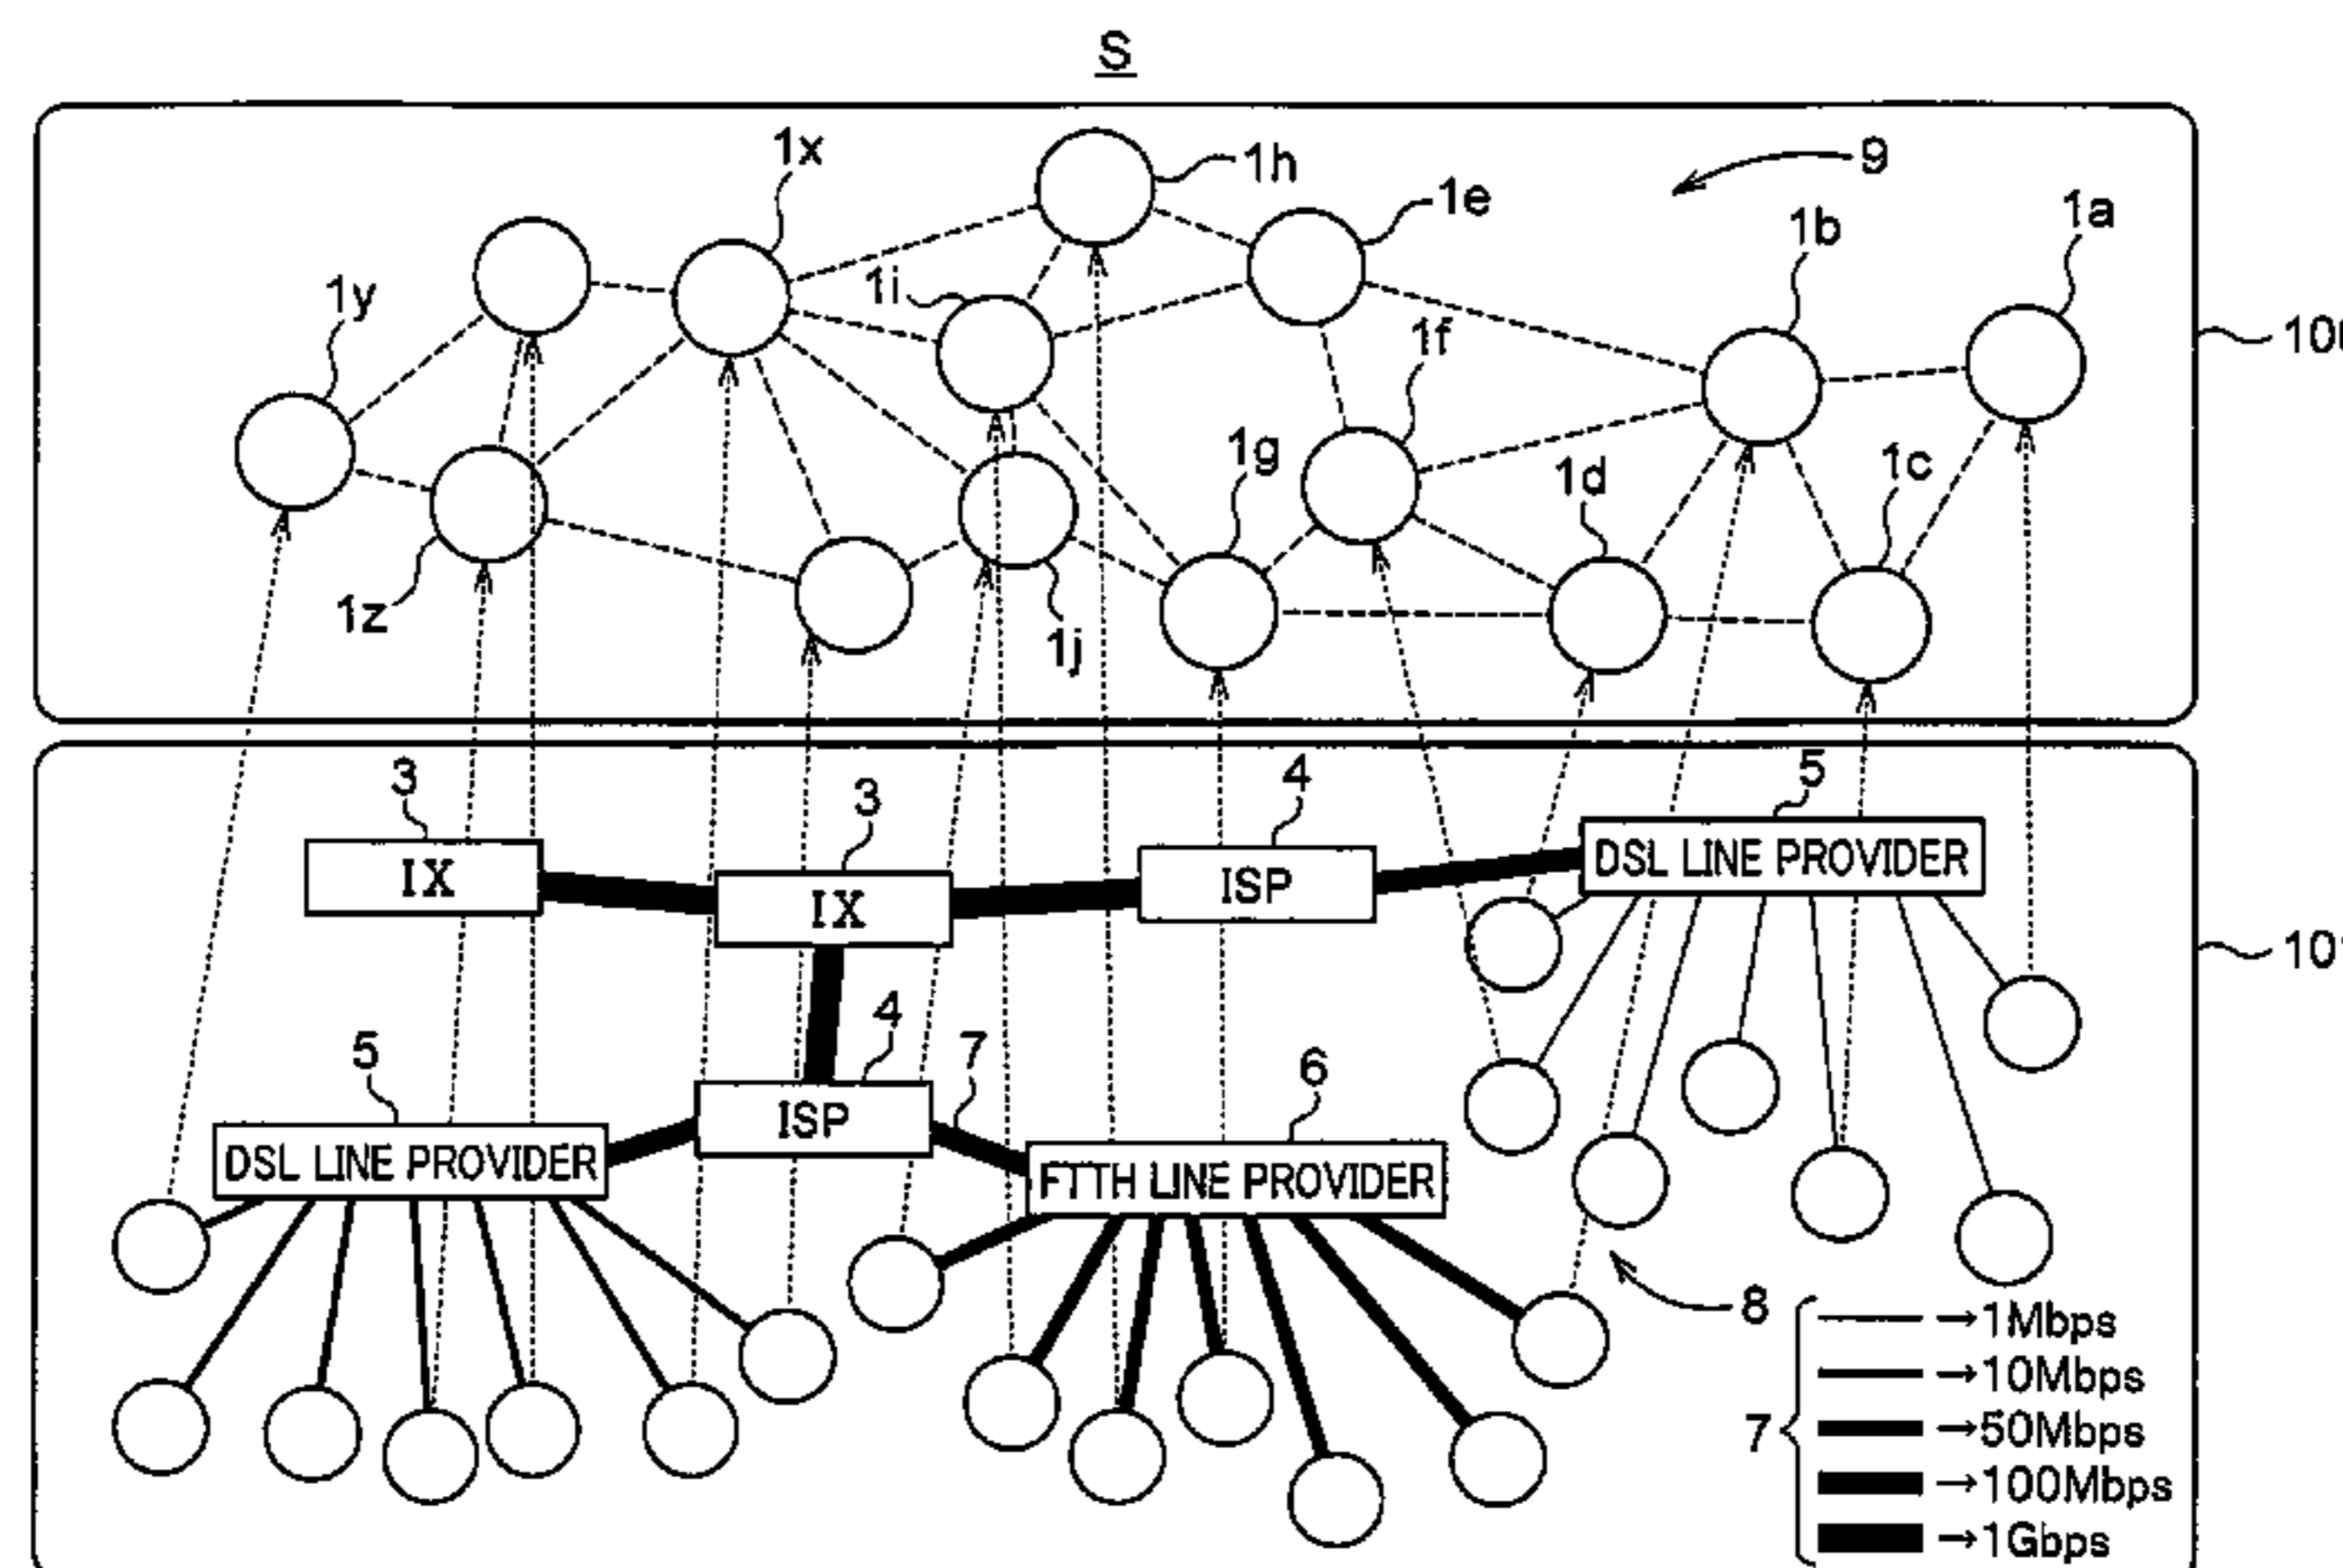 S
1x
1h
9
1e
1a
1b
1i
1y
1f
1g
1c
1d
1z
1j
3
3
4
5
IX
IX
ISP
DSL LINE PROVIDER
4
7
5
6
ISP
DSL LINE PROVIDER
FTTH LINE PROVIDER
8
7
→1Mbps
→10Mbps
→50Mbps
→100Mbps
→1Gbps